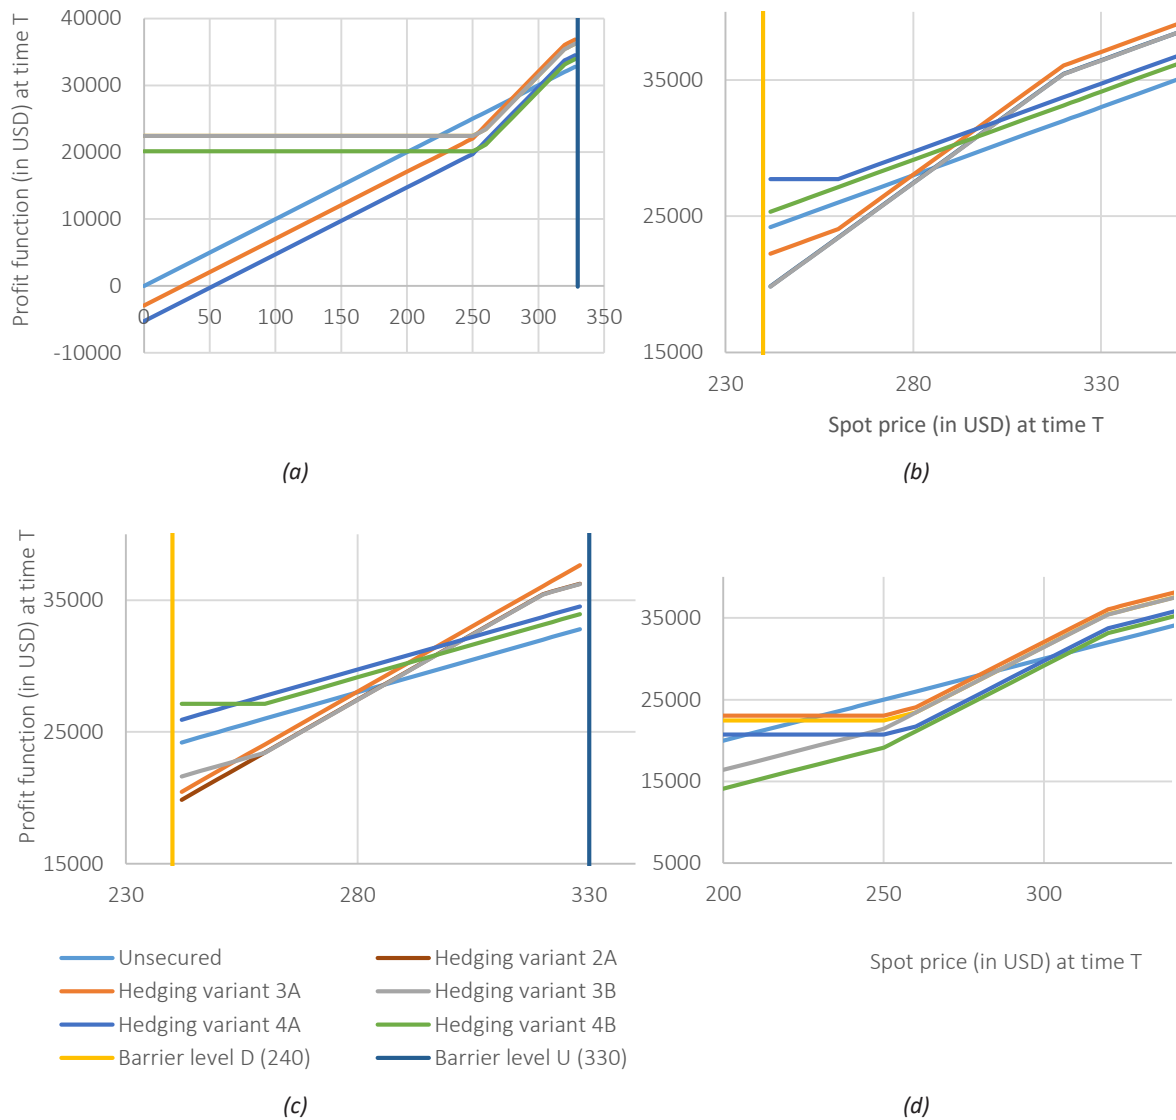 Profit function (in USD) at time T
40000
30000
20000
10000
0
-10000
0 50 100 150 200 250 300 350
(a)
35000
25000
15000
230 280 330
Spot price (in USD) at time T
(b)
Profit function (in USD) at time T
35000
25000
15000
230 280 330
35000
25000
15000
5000
200 250 300
Spot price (in USD) at time T
Unsecured
Hedging variant 2A
Hedging variant 3A
Hedging variant 3B
Hedging variant 4A
Hedging variant 4B
Barrier level D (240)
Barrier level U (330)
(c)
(d)